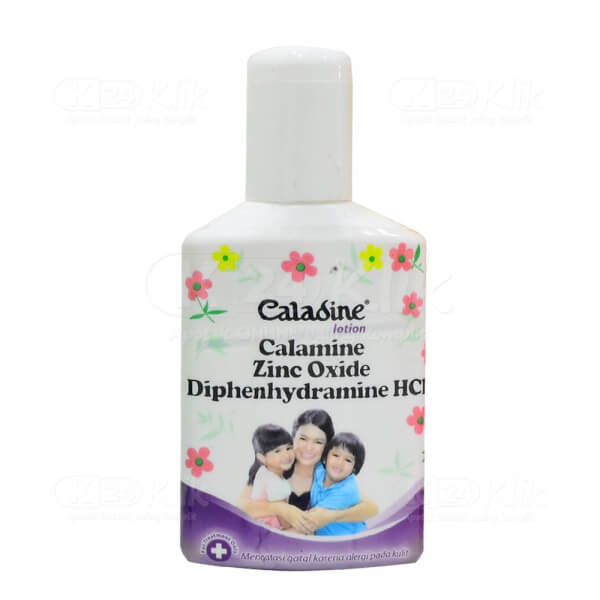 Caladine®
lotion
Calamine
Zinc Oxide
Diphenhydramine HCl
Mengatasi gatal karena alergi pada kulit